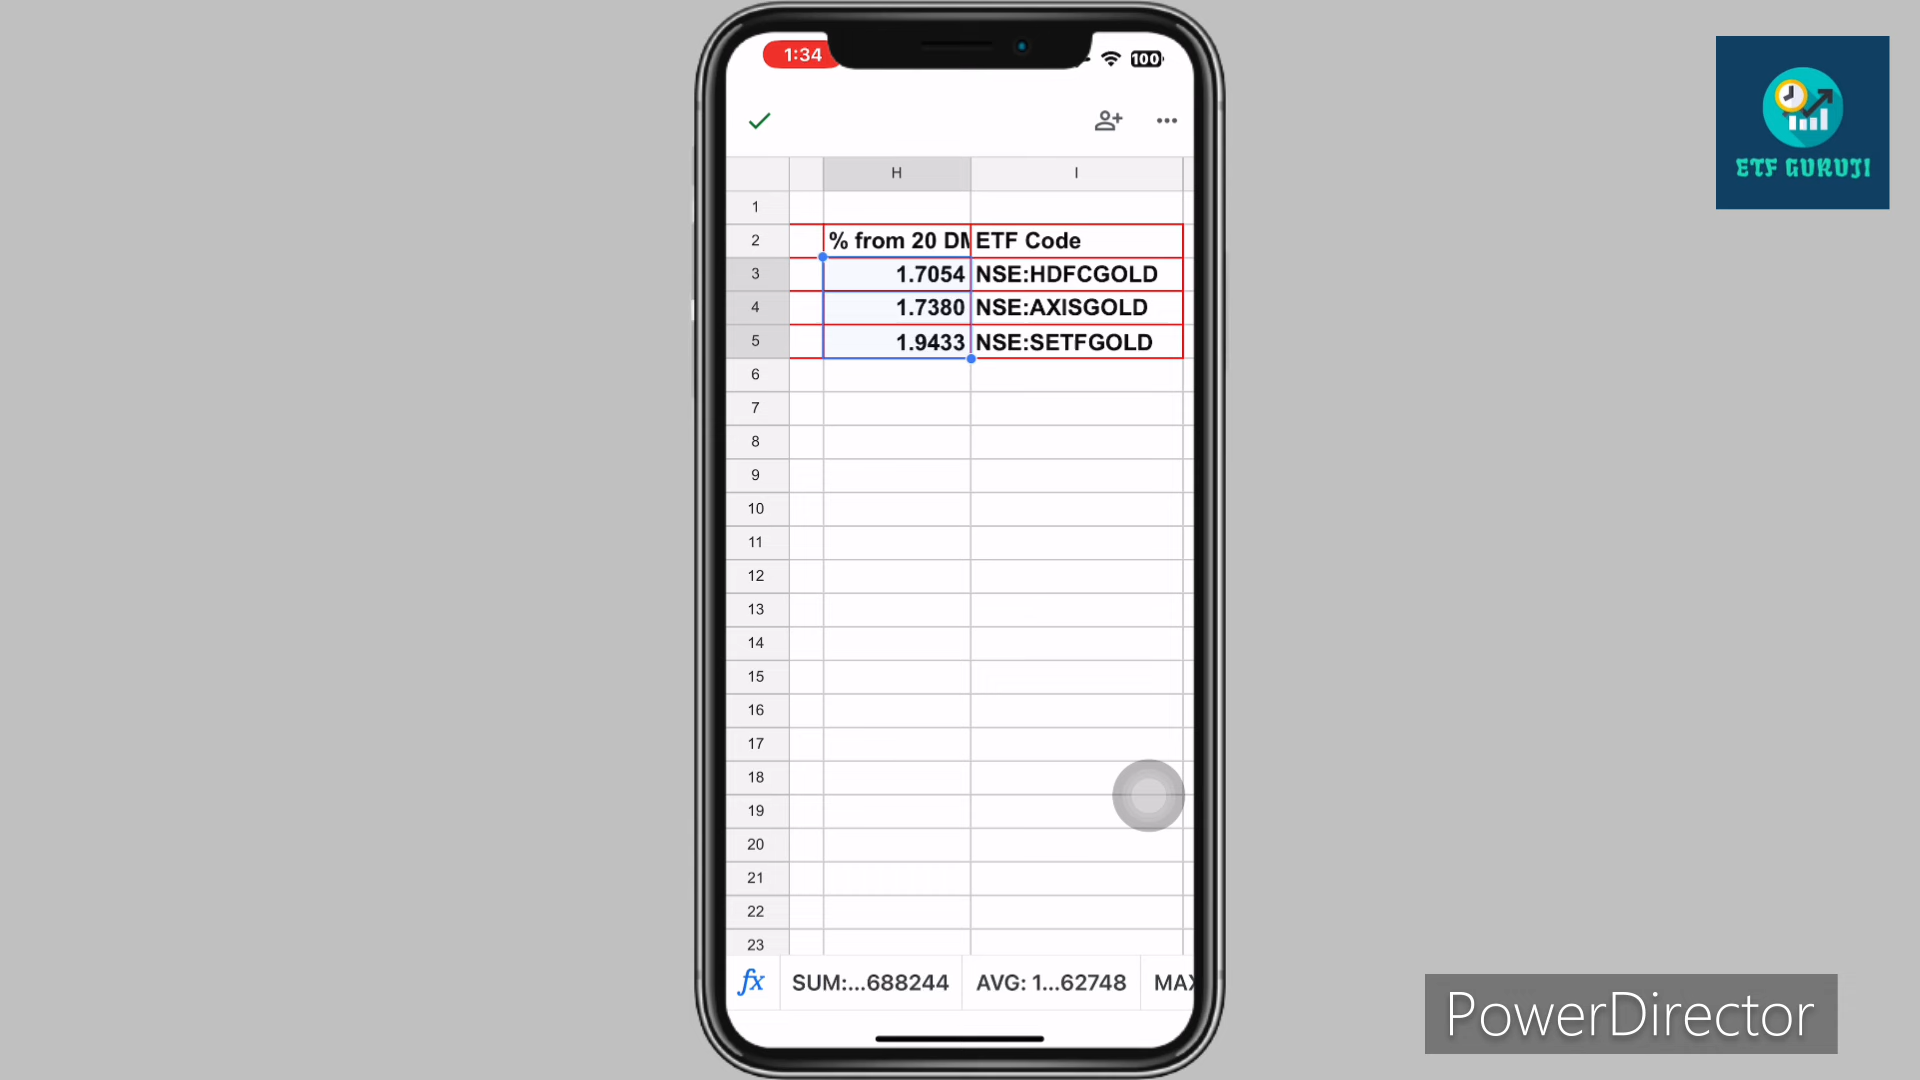 1:34
100
ETF GURUJI
H I
1
2 % from 20 DM ETF Code
3 1.7054 NSE:HDFCGOLD
4 1.7380 NSE:AXISGOLD
5 1.9433 NSE:SETFGOLD
6
7
8
9
10
11
12
13
14
15
16
17
18
19
20
21
22
23
fx SUM:...688244 AVG: 1...62748 MAX
PowerDirector